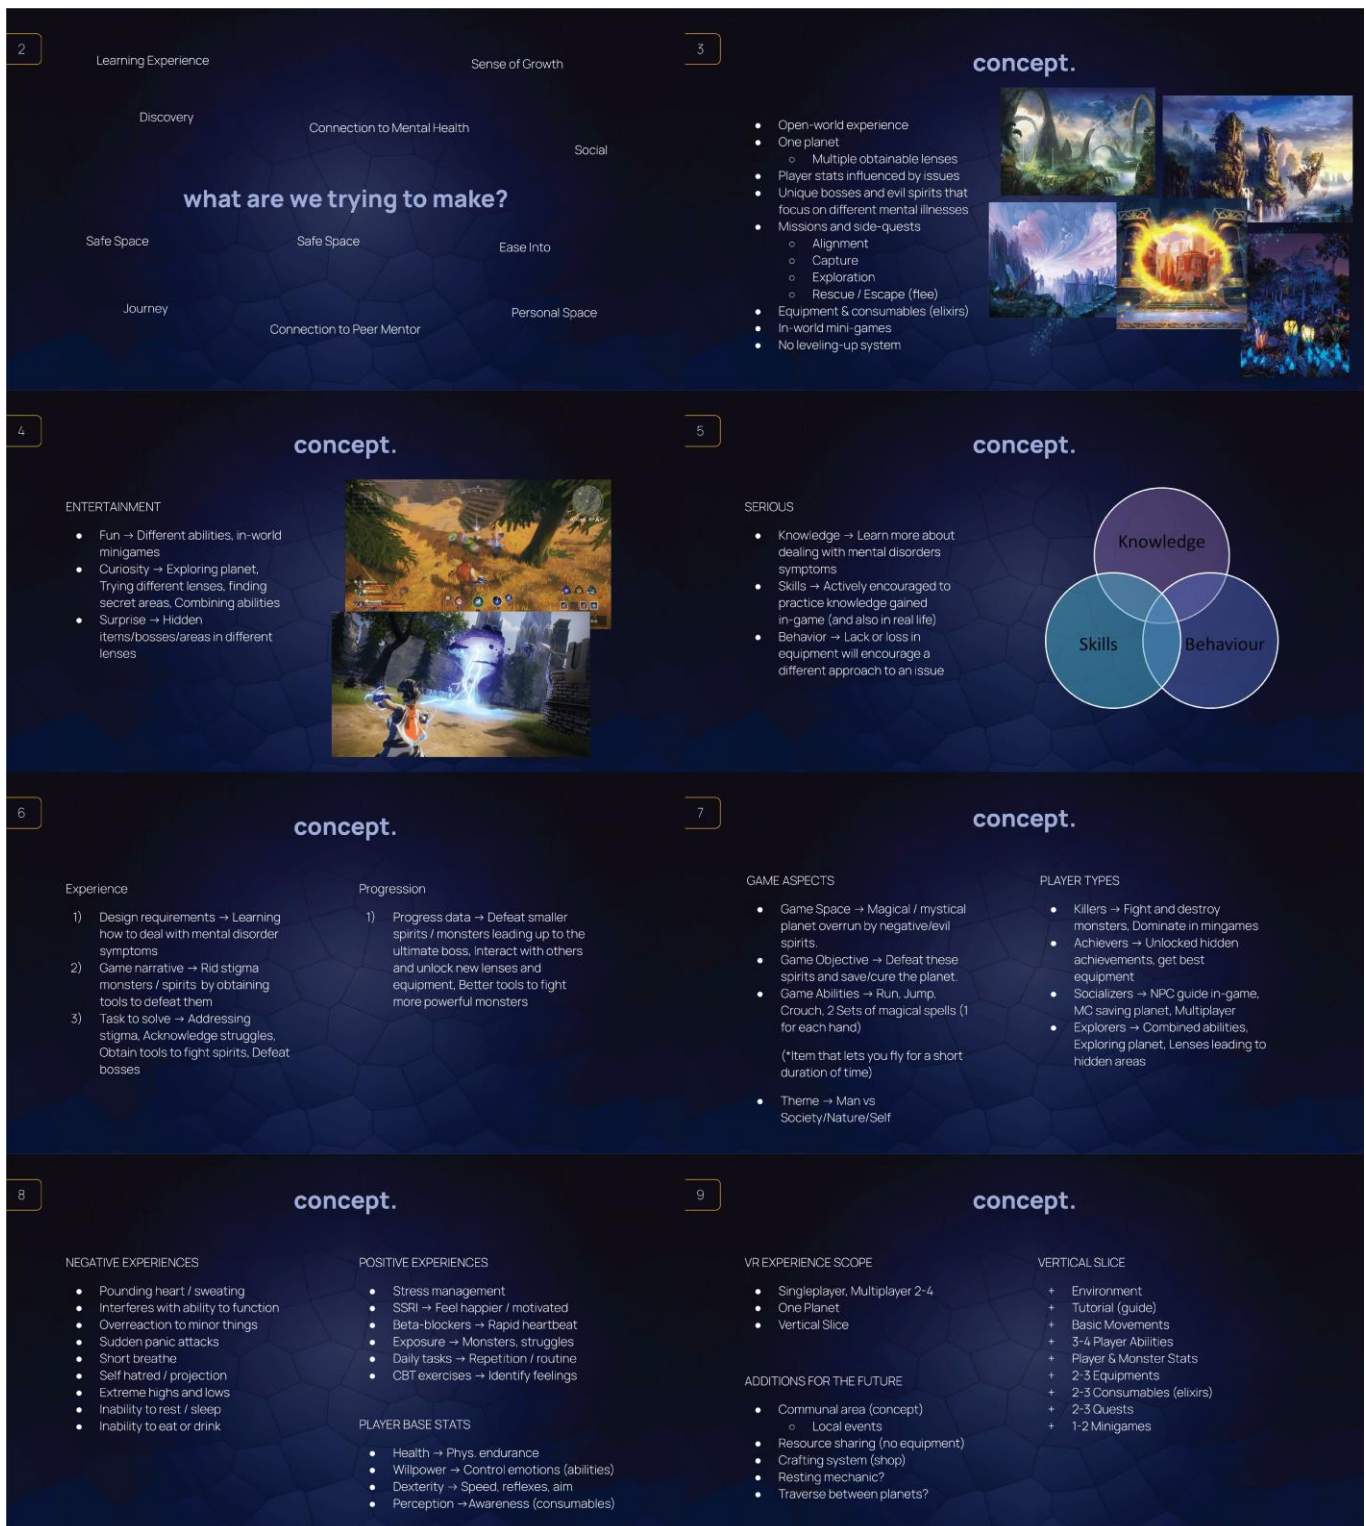 2
Learning Experience
Sense of Growth
Discovery
Connection to Mental Health
Social
what are we trying to make?
Safe Space
Safe Space
Ease Into
Journey
Personal Space
Connection to Peer Mentor
3
concept.
● Open-world experience
● One planet
○ Multiple obtainable lenses
● Player stats influenced by issues
● Unique bosses and evil spirits that
focus on different mental illnesses
● Missions and side-quests
○ Alignment
○ Capture
○ Exploration
○ Rescue / Escape (flee)
● Equipment & consumables (elixirs)
● In-world mini-games
● No leveling-up system
4
concept.
ENTERTAINMENT
● Fun → Different abilities, in-world
minigames
● Curiosity → Exploring planet,
Trying different lenses, finding
secret areas, Combining abilities
● Surprise → Hidden
items/bosses/areas in different
lenses
5
concept.
SERIOUS
● Knowledge → Learn more about
dealing with mental disorders
symptoms
● Skills → Actively encouraged to
practice knowledge gained
in-game (and also in real life)
● Behavior → Lack or loss in
equipment will encourage a
different approach to an issue
Knowledge
Skills
Behaviour
6
concept.
Experience
1) Design requirements → Learning
how to deal with mental disorder
symptoms
2) Game narrative → Rid stigma
monsters / spirits by obtaining
tools to defeat them
3) Task to solve → Addressing
stigma, Acknowledge struggles,
Obtain tools to fight spirits, Defeat
bosses
Progression
1) Progress data → Defeat smaller
spirits / monsters leading up to the
ultimate boss, Interact with others
and unlock new lenses and
equipment, Better tools to fight
more powerful monsters
7
concept.
GAME ASPECTS
● Game Space → Magical / mystical
planet overrun by negative/evil
spirits.
● Game Objective → Defeat these
spirits and save/cure the planet.
● Game Abilities → Run, Jump,
Crouch, 2 Sets of magical spells (1
for each hand)
(*Item that lets you fly for a short
duration of time)
● Theme → Man vs
Society/Nature/Self
PLAYER TYPES
● Killers → Fight and destroy
monsters, Dominate in mingames
● Achievers → Unlocked hidden
achievements, get best
equipment
● Socializers → NPC guide in-game,
MC saving planet, Multiplayer
● Explorers → Combined abilities,
Exploring planet, Lenses leading to
hidden areas
8
concept.
NEGATIVE EXPERIENCES
● Pounding heart / sweating
● Interferes with ability to function
● Overreaction to minor things
● Sudden panic attacks
● Short breathe
● Self hatred / projection
● Extreme highs and lows
● Inability to rest / sleep
● Inability to eat or drink
POSITIVE EXPERIENCES
● Stress management
● SSRI → Feel happier / motivated
● Beta-blockers → Rapid heartbeat
● Exposure → Monsters, struggles
● Daily tasks → Repetition / routine
● CBT exercises → Identify feelings
PLAYER BASE STATS
● Health → Phys. endurance
● Willpower → Control emotions (abilities)
● Dexterity → Speed, reflexes, aim
● Perception →Awareness (consumables)
9
concept.
VR EXPERIENCE SCOPE
● Singleplayer, Multiplayer 2-4
● One Planet
● Vertical Slice
ADDITIONS FOR THE FUTURE
● Communal area (concept)
○ Local events
● Resource sharing (no equipment)
● Crafting system (shop)
● Resting mechanic?
● Traverse between planets?
VERTICAL SLICE
+ Environment
+ Tutorial (guide)
+ Basic Movements
+ 3-4 Player Abilities
+ Player & Monster Stats
+ 2-3 Equipments
+ 2-3 Consumables (elixirs)
+ 2-3 Quests
+ 1-2 Minigames